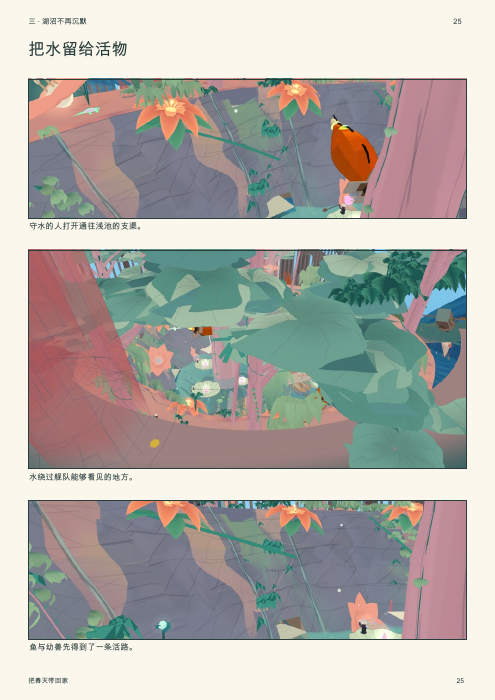 三 · 湖沼不再沉默
25
把水留给活物
守水的人打开通往浅池的支渠。
水绕过舰队能够看见的地方。
鱼与幼兽先得到了一条活路。
把春天带回家
25